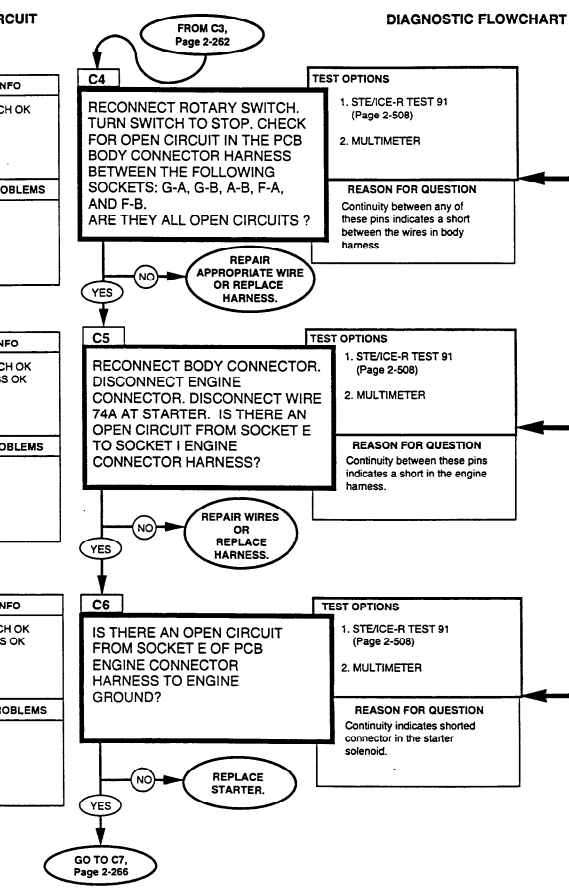 RCUIT
DIAGNOSTIC FLOWCHART
FROM C3,
Page 2-262
C4
RECONNECT ROTARY SWITCH.
TURN SWITCH TO STOP. CHECK
FOR OPEN CIRCUIT IN THE PCB
BODY CONNECTOR HARNESS
BETWEEN THE FOLLOWING
SOCKETS: G-A, G-B, A-B, F-A,
AND F-B.
ARE THEY ALL OPEN CIRCUITS ?
TEST OPTIONS
1. STE/ICE-R TEST 91
(Page 2-508)
2. MULTIMETER
REASON FOR QUESTION
Continuity between any of
these pins indicates a short
between the wires in body
harness
NFO
CH OK
OBLEMS
NO
REPAIR
APPROPRIATE WIRE
OR REPLACE
HARNESS.
YES
C5
RECONNECT BODY CONNECTOR.
DISCONNECT ENGINE
CONNECTOR. DISCONNECT WIRE
74A AT STARTER. IS THERE AN
OPEN CIRCUIT FROM SOCKET E
TO SOCKET I ENGINE
CONNECTOR HARNESS?
TEST OPTIONS
1. STE/ICE-R TEST 91
(Page 2-508)
2. MULTIMETER
REASON FOR QUESTION
Continuity between these pins
indicates a short in the engine
harness.
NFO
CH OK
SS OK
OBLEMS
NO
REPAIR WIRES
OR
REPLACE
HARNESS.
YES
C6
IS THERE AN OPEN CIRCUIT
FROM SOCKET E OF PCB
ENGINE CONNECTOR
HARNESS TO ENGINE
GROUND?
TEST OPTIONS
1. STE/ICE-R TEST 91
(Page 2-508)
2. MULTIMETER
REASON FOR QUESTION
Continuity indicates shorted
connector in the starter
solenoid.
NFO
CH OK
S OK
ROBLEMS
NO
REPLACE
STARTER.
YES
GO TO C7,
Page 2-266